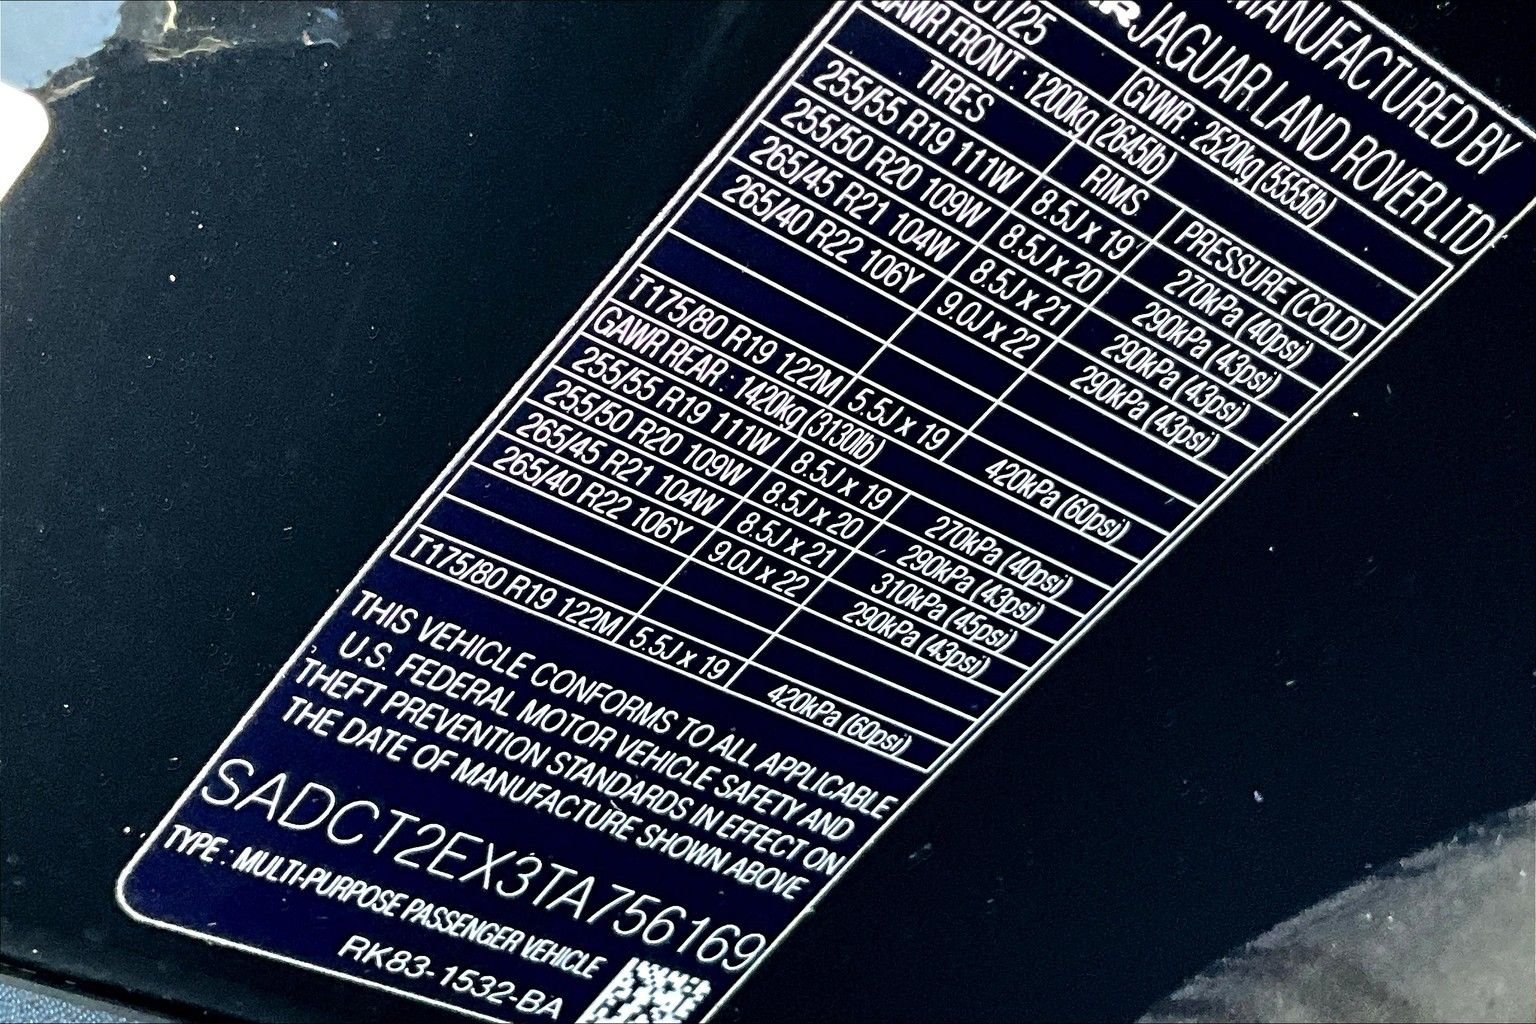 MANUFACTURED BY
JAGUAR LAND ROVER LTD
01/25 GVWR : 2520kg (5555lb)
GAWR FRONT : 1200kg (2645lb)
TIRES RIMS PRESSURE (COLD)
255/55 R19 111W 8.5J x 19 270kPa (40psi)
255/50 R20 109W 8.5J x 20 290kPa (43psi)
265/45 R21 104W 8.5J x 21 290kPa (43psi)
265/40 R22 106Y 9.0J x 22 290kPa (43psi)
T175/80 R19 122M 5.5J x 19 420kPa (60psi)
GAWR REAR : 1420kg (3130lb)
255/55 R19 111W 8.5J x 19 270kPa (40psi)
255/50 R20 109W 8.5J x 20 290kPa (43psi)
265/45 R21 104W 8.5J x 21 310kPa (45psi)
265/40 R22 106Y 9.0J x 22 290kPa (43psi)
T175/80 R19 122M 5.5J x 19 420kPa (60psi)
THIS VEHICLE CONFORMS TO ALL APPLICABLE
U.S. FEDERAL MOTOR VEHICLE SAFETY AND
THEFT PREVENTION STANDARDS IN EFFECT ON
THE DATE OF MANUFACTURE SHOWN ABOVE
SADCT2EX3TA756169
TYPE : MULTI-PURPOSE PASSENGER VEHICLE
RK83-1532-BA